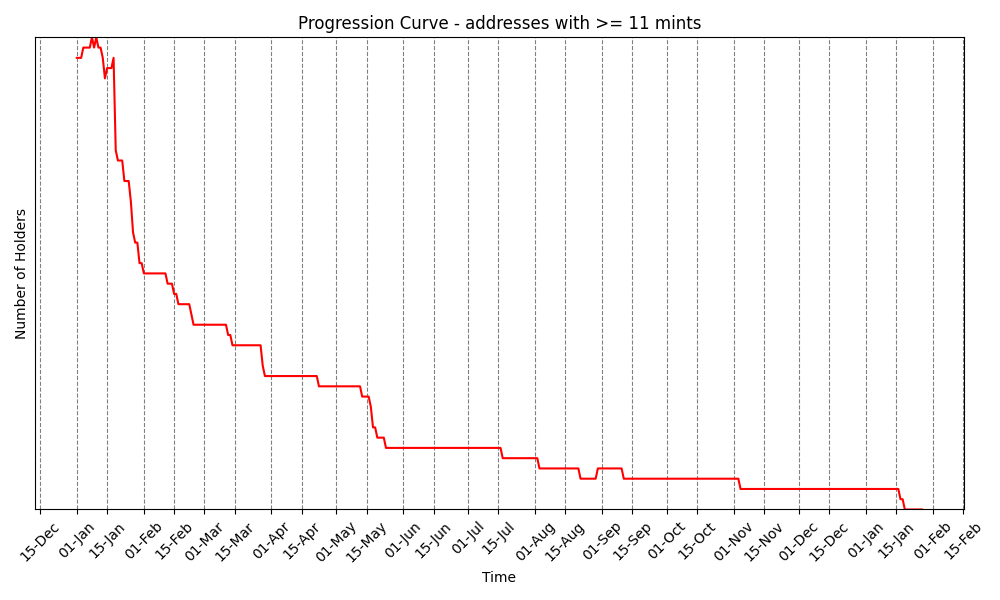 Progression Curve - addresses with >= 11 mints
Number of Holders
15-Dec
01-Jan
15-Jan
01-Feb
15-Feb
01-Mar
15-Mar
01-Apr
15-Apr
01-May
15-May
01-Jun
15-Jun
01-Jul
15-Jul
01-Aug
15-Aug
01-Sep
15-Sep
01-Oct
15-Oct
01-Nov
15-Nov
01-Dec
15-Dec
01-Jan
15-Jan
01-Feb
15-Feb
Time